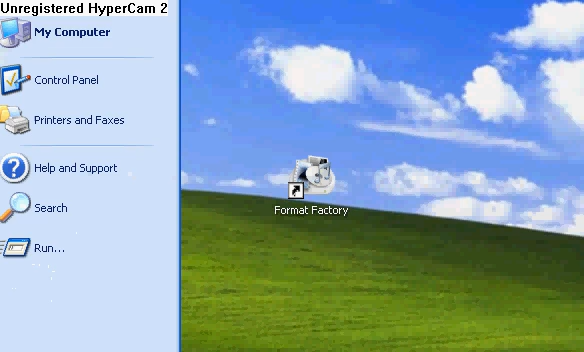 Unregistered HyperCam 2
My Computer
Control Panel
Printers and Faxes
Help and Support
Search
Run...
Format Factory